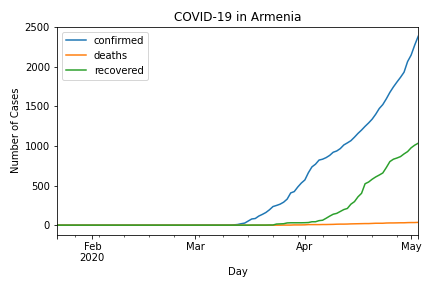 COVID-19 in Armenia
confirmed
deaths
recovered
Number of Cases
2500
2000
1500
1000
500
0
Feb
2020
Mar
Apr
May
Day